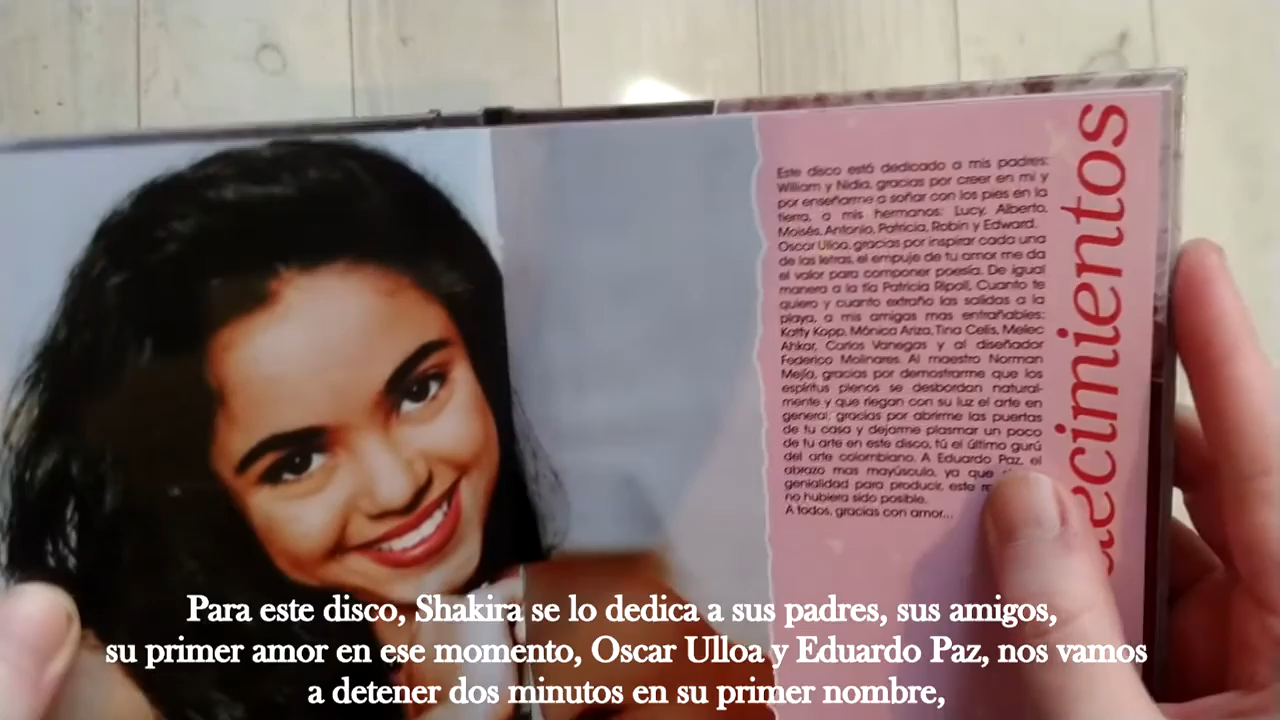 Este disco está dedicado a mis padres:
William y Nidia, gracias por creer en mi y
por enseñarme a soñar con los pies en la
tierra, a mis hermanos: Lucy, Alberto,
Moisés, Antonio, Patricia, Robin y Edward.
Oscar Ulloa, gracias por inspirar cada una
de las letras, el empuje de tu amor me da
el valor para componer poesía. De igual
manera a la tía Patricia Ripoll, Cuanto te
quiero y cuanto extraño las salidas a la
playa, a mis amigas mas entrañables:
Katty Kopp, Mónica Ariza, Tina Celis, Melec
Ahkar, Carlos Vanegas y al diseñador
Federico Molinares. Al maestro Norman
Mejía, gracias por demostrarme que los
espíritus plenos se desbordan natural-
mente y que riegan con su luz el arte en
general; gracias por abrirme las puertas
de tu casa y dejarme plasmar un poco
de tu arte en este disco, tú el último gurú
del arte colombiano. A Eduardo Paz, el
abrazo mas mayúsculo, ya que
genialidad para producir, este
no hubiera sido posible.
A todos, gracias con amor...
ecimientos
Para este disco, Shakira se lo dedica a sus padres, sus amigos,
su primer amor en ese momento, Oscar Ulloa y Eduardo Paz, nos vamos
a detener dos minutos en su primer nombre,